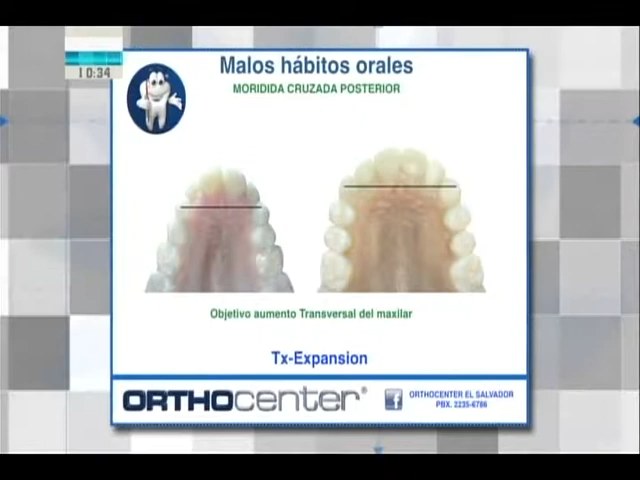 10:34
Malos hábitos orales
MORIDIDA CRUZADA POSTERIOR
Objetivo aumento Transversal del maxilar
Tx-Expansion
ORTHOcenter®
f
ORTHOCENTER EL SALVADOR
PBX. 2235-6786